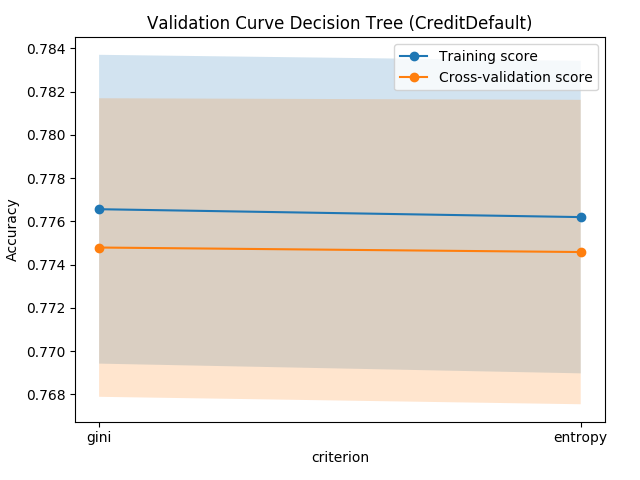 Validation Curve Decision Tree (CreditDefault)
Training score
Cross-validation score
Accuracy
0.784
0.782
0.780
0.778
0.776
0.774
0.772
0.770
0.768
gini
entropy
criterion